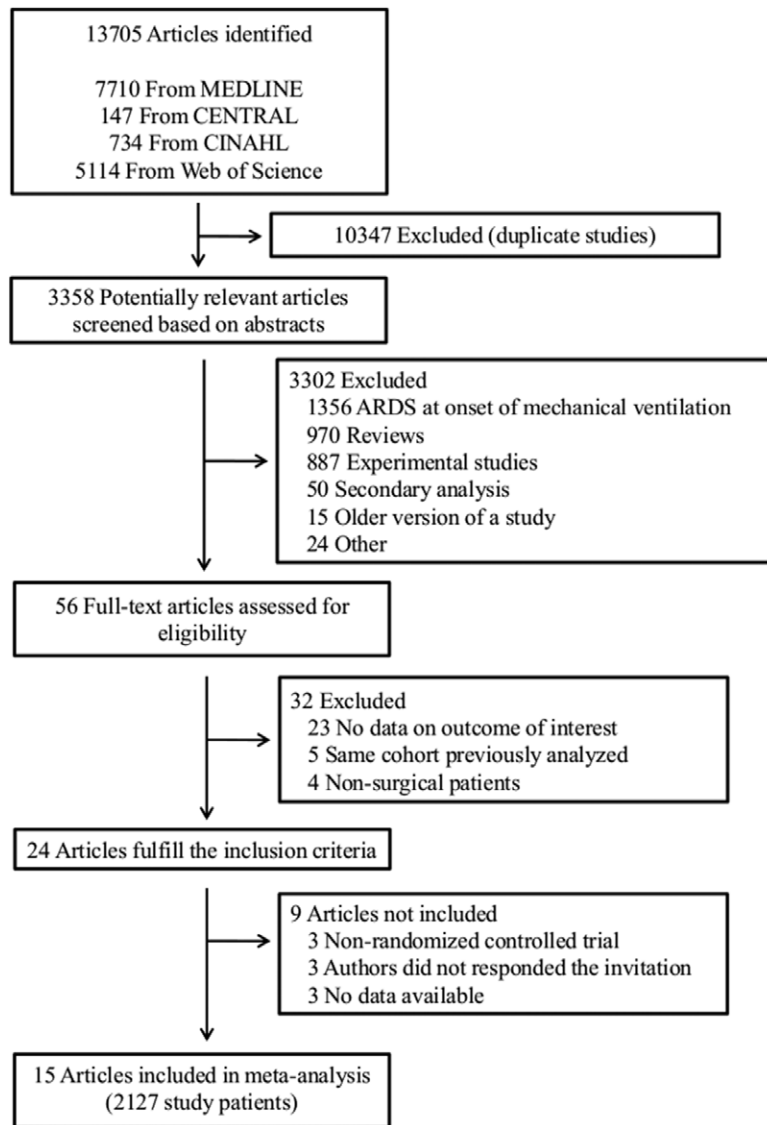 13705 Articles identified
7710 From MEDLINE
147 From CENTRAL
734 From CINAHL
5114 From Web of Science
10347 Excluded (duplicate studies)
3358 Potentially relevant articles
screened based on abstracts
3302 Excluded
1356 ARDS at onset of mechanical ventilation
970 Reviews
887 Experimental studies
50 Secondary analysis
15 Older version of a study
24 Other
56 Full-text articles assessed for
eligibility
32 Excluded
23 No data on outcome of interest
5 Same cohort previously analyzed
4 Non-surgical patients
24 Articles fulfill the inclusion criteria
9 Articles not included
3 Non-randomized controlled trial
3 Authors did not responded the invitation
3 No data available
15 Articles included in meta-analysis
(2127 study patients)